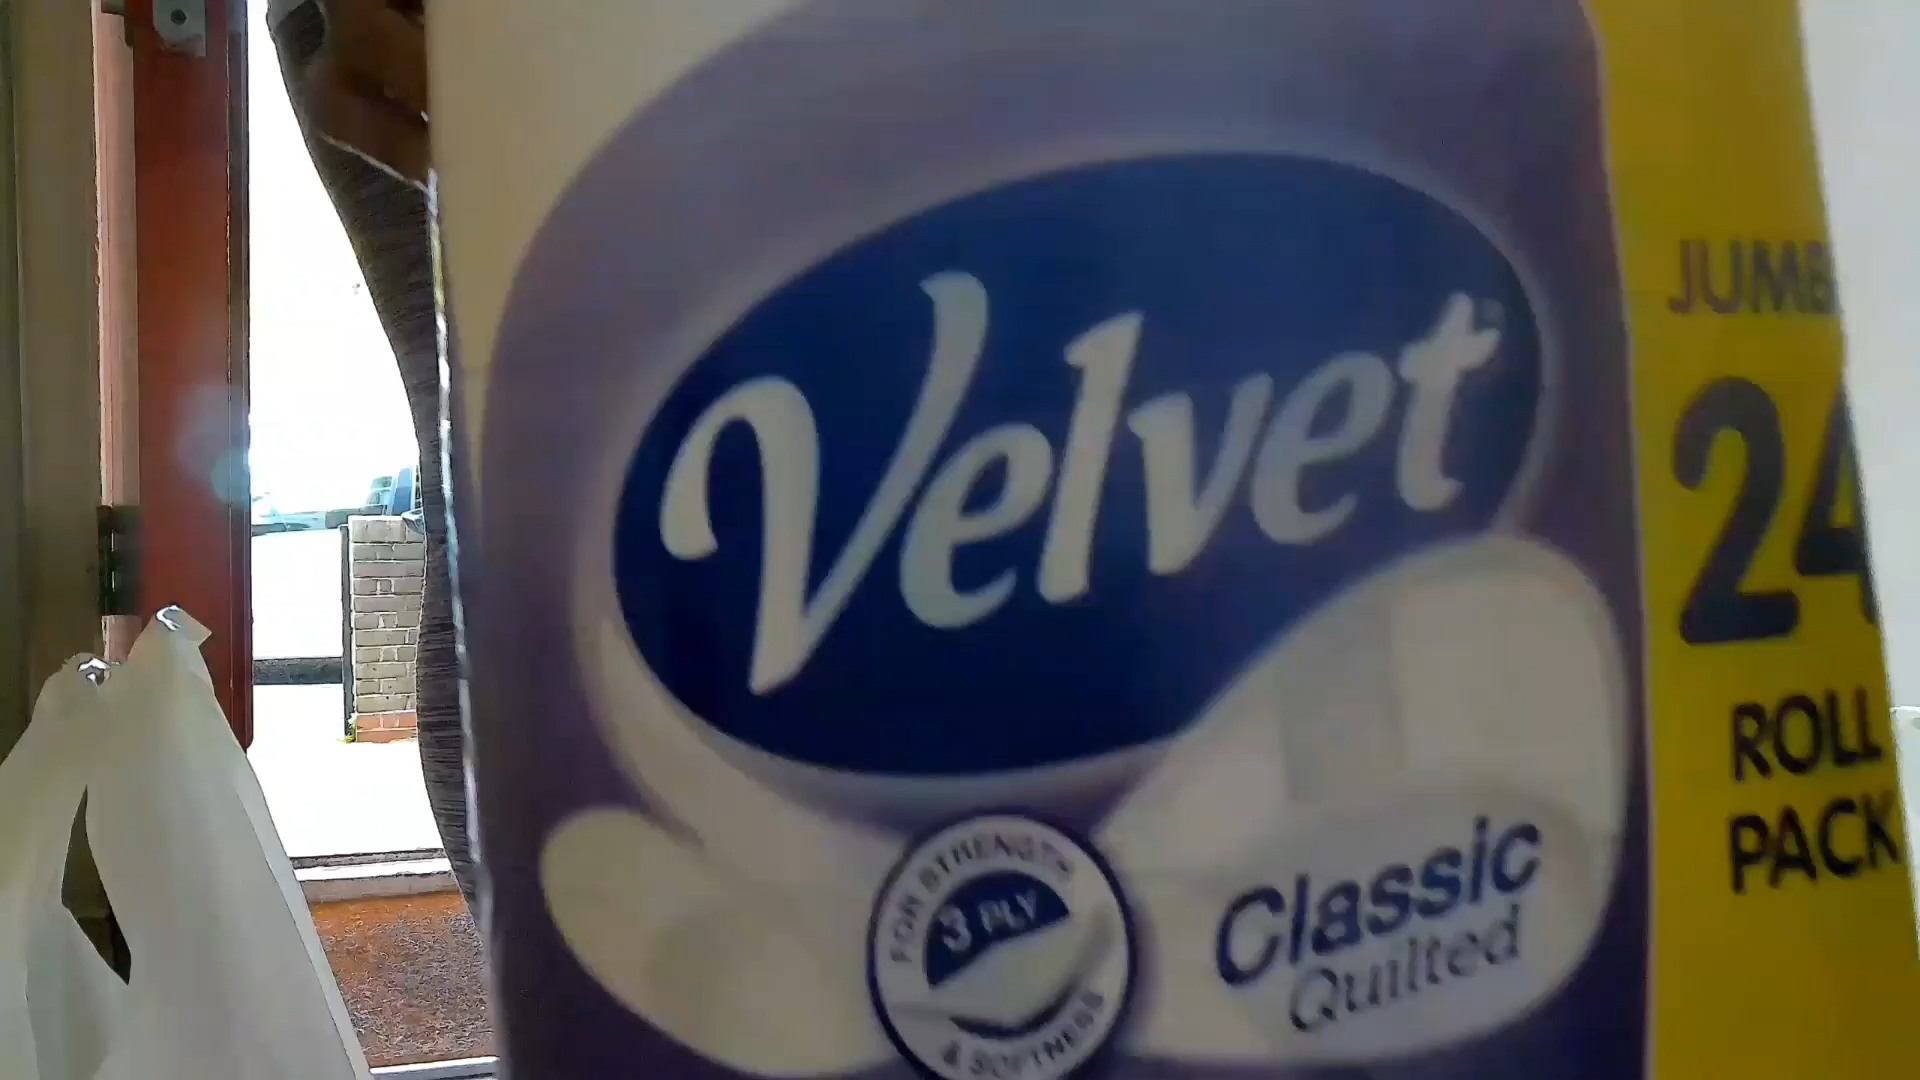 Velvet
JUMB
24
ROLL
PACK
FOR STRENGTH
3 PLY
& SOFTNESS
Classic
Quilted